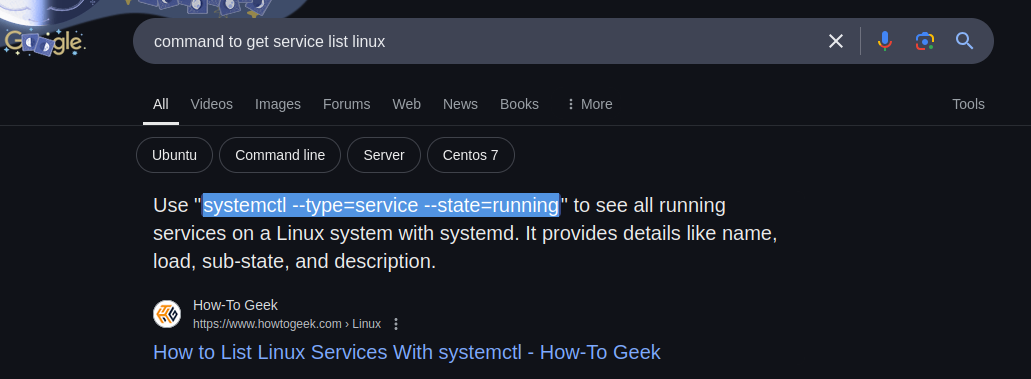 Google
command to get service list linux
All Videos Images Forums Web News Books More Tools
Ubuntu Command line Server Centos 7
Use "systemctl --type=service --state=running" to see all running
services on a Linux system with systemd. It provides details like name,
load, sub-state, and description.
How-To Geek
https://www.howtogeek.com › Linux
How to List Linux Services With systemctl - How-To Geek